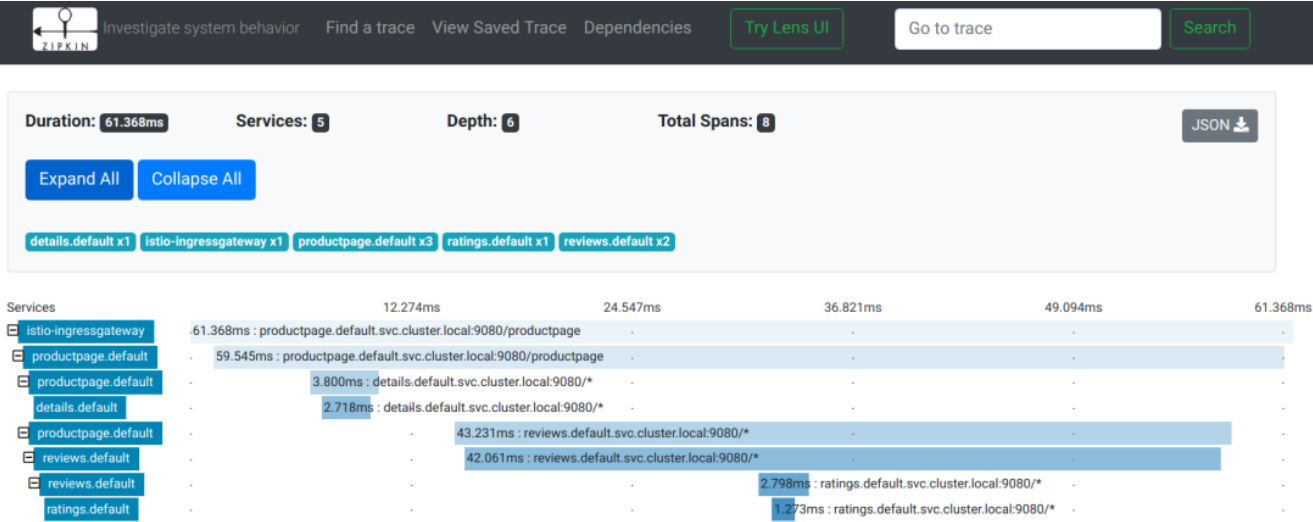 ZIPKIN Investigate system behavior Find a trace View Saved Trace Dependencies Try Lens UI Go to trace Search
Duration: 61.368ms Services: 5 Depth: 6 Total Spans: 8 JSON
Expand All Collapse All
details.default x1 istio-ingressgateway x1 productpage.default x3 ratings.default x1 reviews.default x2
Services 12.274ms 24.547ms 36.821ms 49.094ms 61.368ms
istio-ingressgateway 61.368ms : productpage.default.svc.cluster.local:9080/productpage
productpage.default 59.545ms : productpage.default.svc.cluster.local:9080/productpage
productpage.default 3.800ms : details.default.svc.cluster.local:9080/*
details.default 2.718ms : details.default.svc.cluster.local:9080/*
productpage.default 43.231ms : reviews.default.svc.cluster.local:9080/*
reviews.default 42.061ms : reviews.default.svc.cluster.local:9080/*
reviews.default 2.798ms : ratings.default.svc.cluster.local:9080/*
ratings.default 1.273ms : ratings.default.svc.cluster.local:9080/*